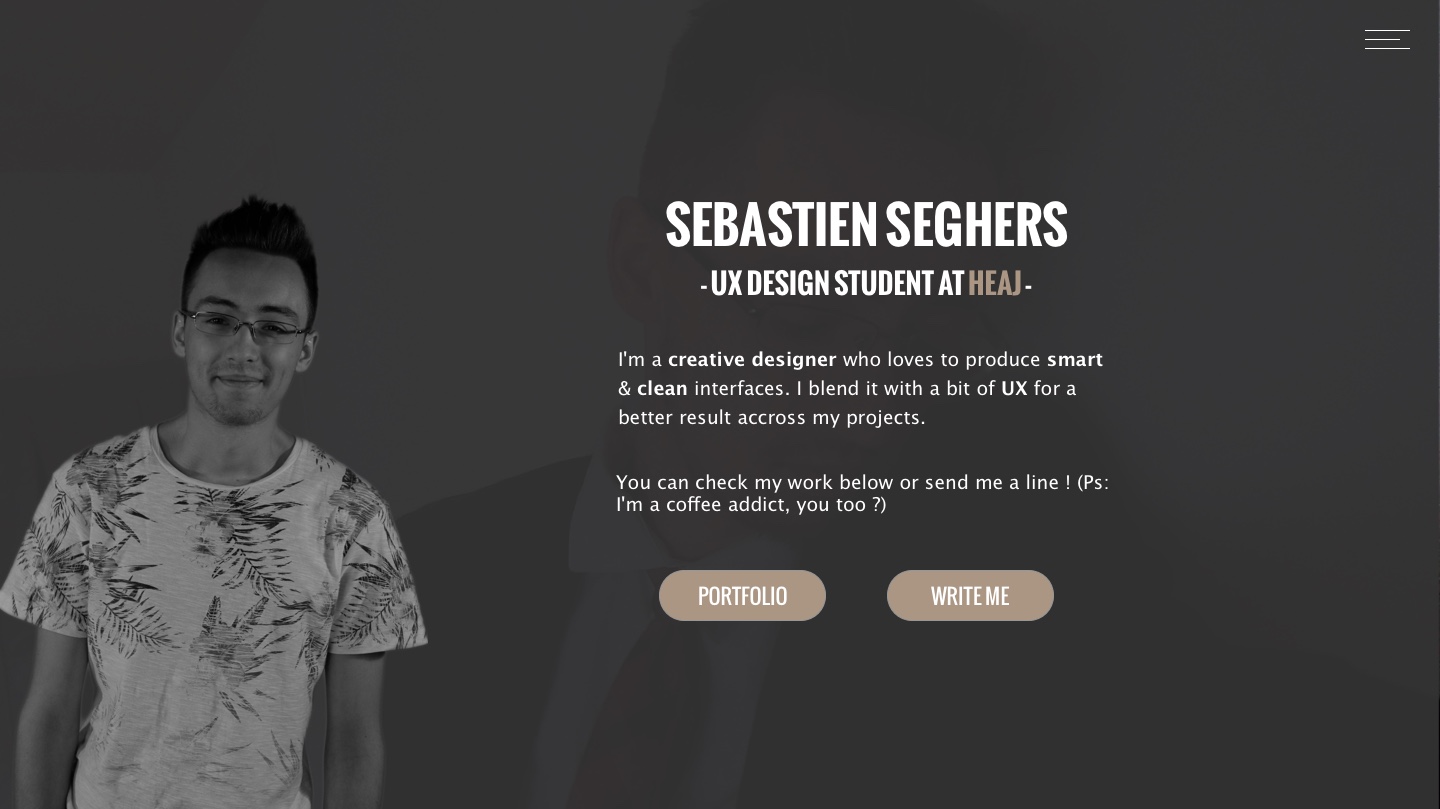 SEBASTIEN SEGHERS
- UX DESIGN STUDENT AT HEAJ -
I'm a creative designer who loves to produce smart
& clean interfaces. I blend it with a bit of UX for a
better result accross my projects.
You can check my work below or send me a line ! (Ps:
I'm a coffee addict, you too ?)
PORTFOLIO
WRITE ME